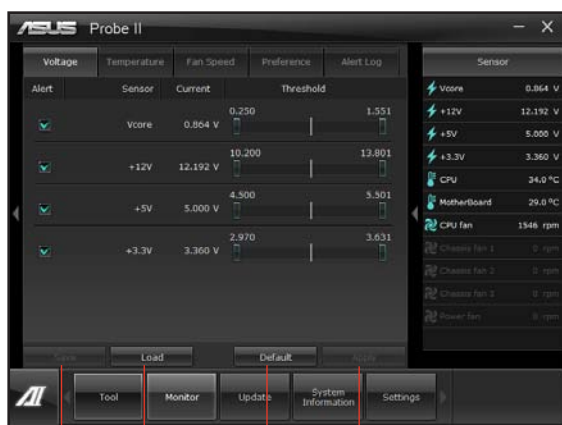 ASUS Probe II
Voltage Temperature Fan Speed Preference Alert Log
Alert Sensor Current Threshold
Vcore 0.864 V 0.250 1.551
+12V 12.192 V 10.200 13.801
+5V 5.000 V 4.500 5.501
+3.3V 3.360 V 2.970 3.631
Save Load Default Apply
Sensor
Vcore 0.864 V
+12V 12.192 V
+5V 5.000 V
+3.3V 3.360 V
CPU 34.0 °C
MotherBoard 29.0 °C
CPU fan 1546 rpm
Chassis fan 1 0 rpm
Chassis fan 2 0 rpm
Chassis fan 3 0 rpm
Power fan 0 rpm
AI Tool Monitor Update System Information Settings